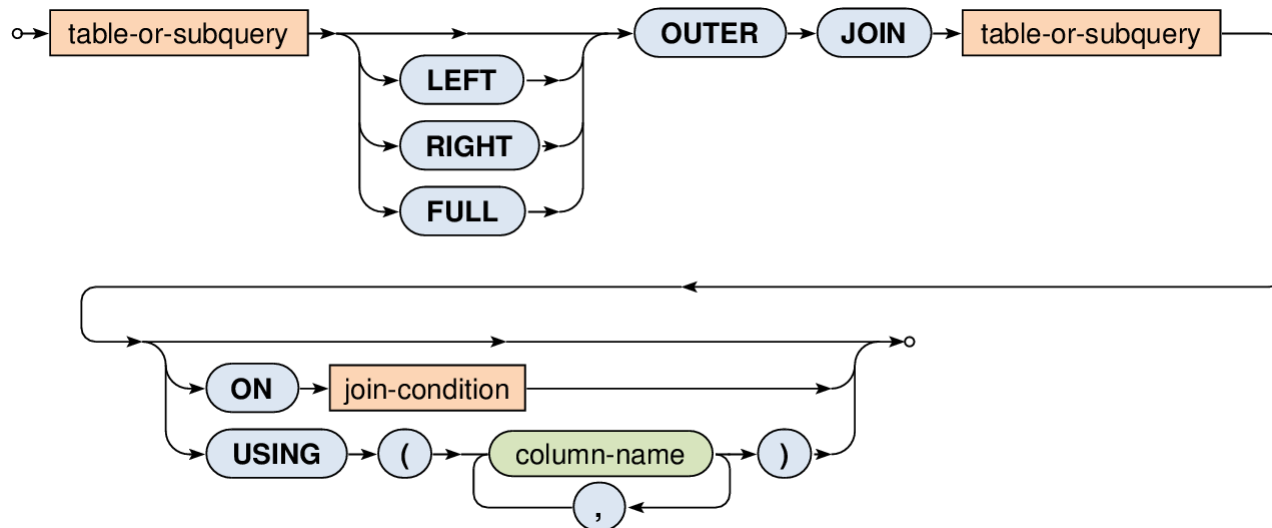 table-or-subquery OUTER JOIN table-or-subquery
LEFT
RIGHT
FULL
ON join-condition
USING ( column-name )
,